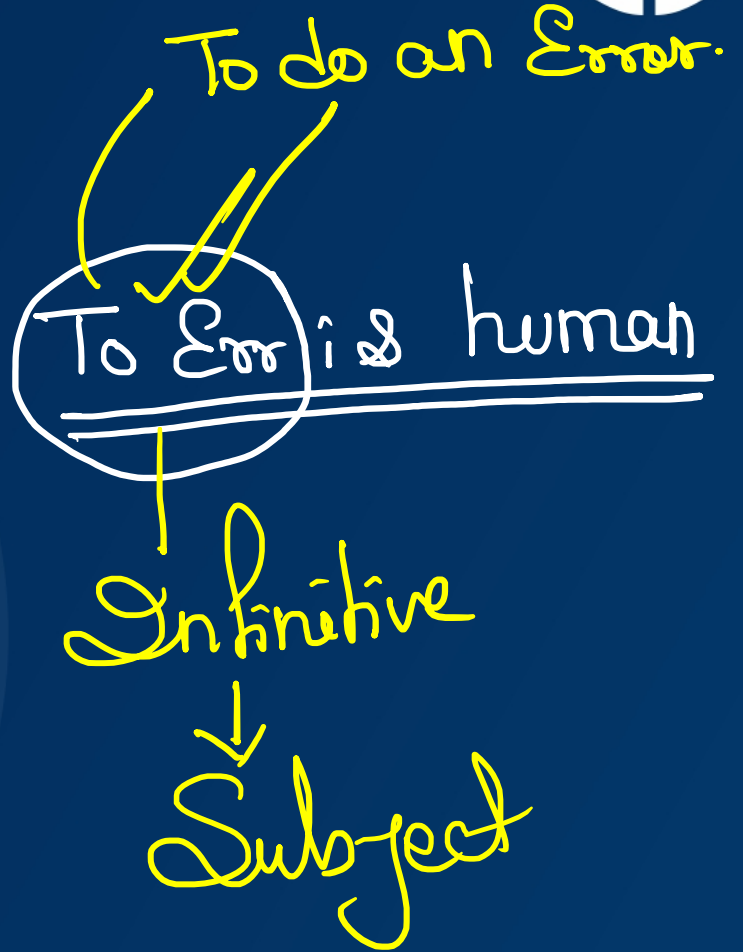 To do an Error.
To Err is human
Infinitive
Subject